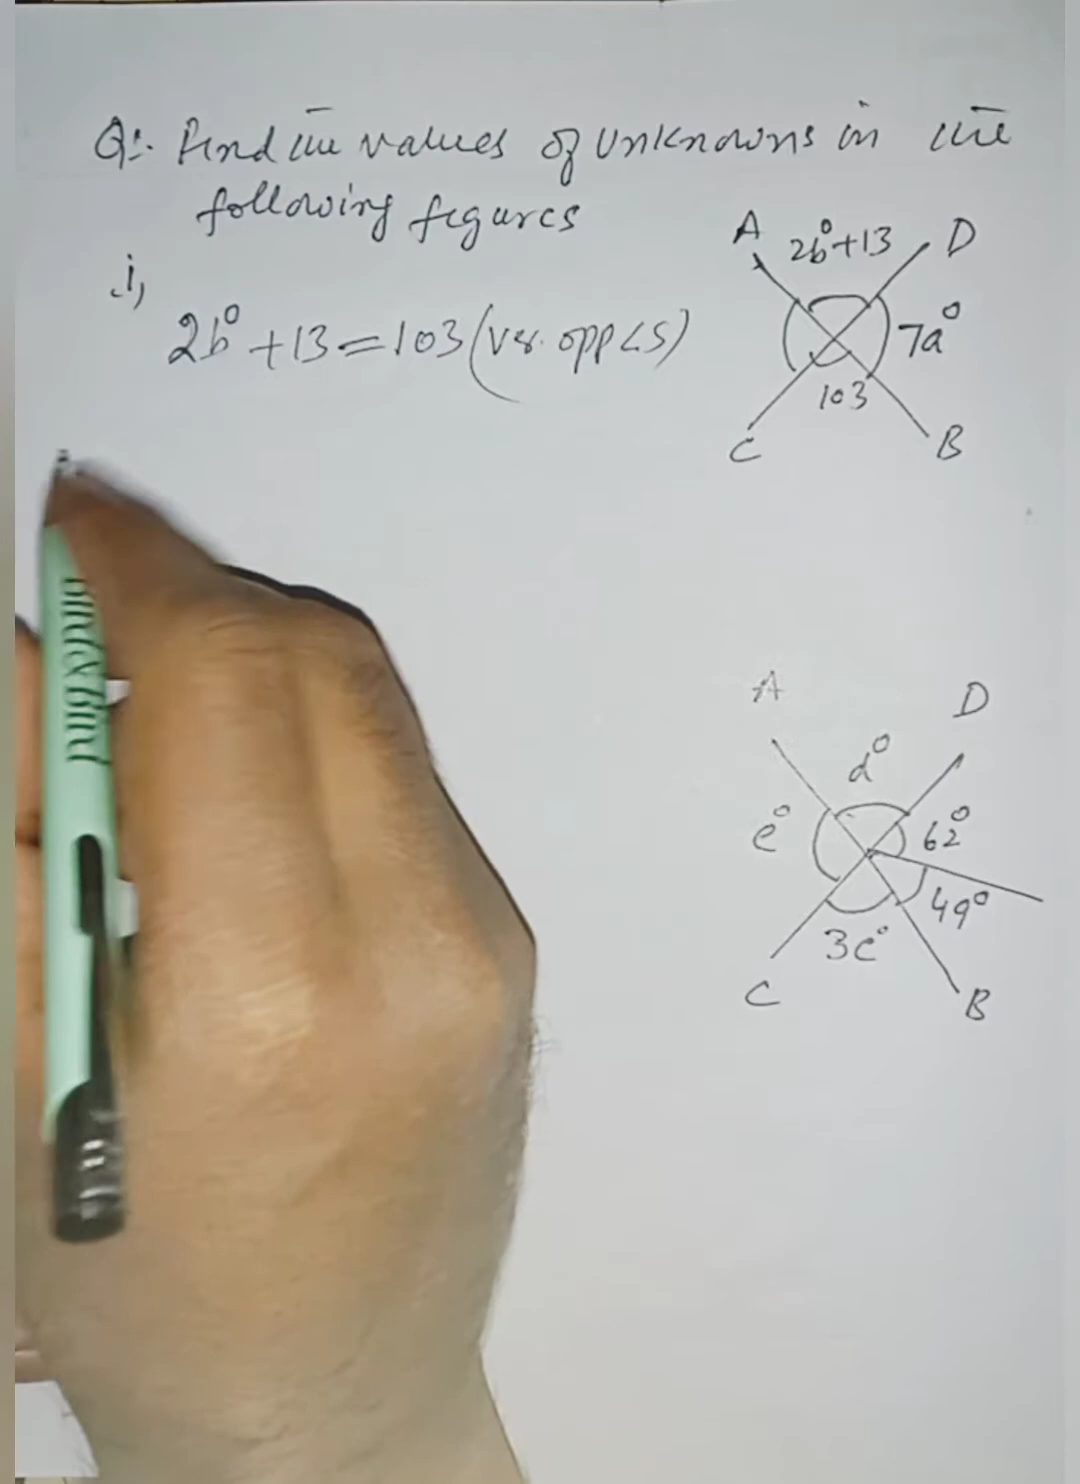 Q:- Find the values of unknowns in the
following figures
i,
2b° + 13 = 103 (ver. opp <s)
A 2b°+13 D
7a°
103
C B
A D
d°
e° 62°
49°
3c°
C B